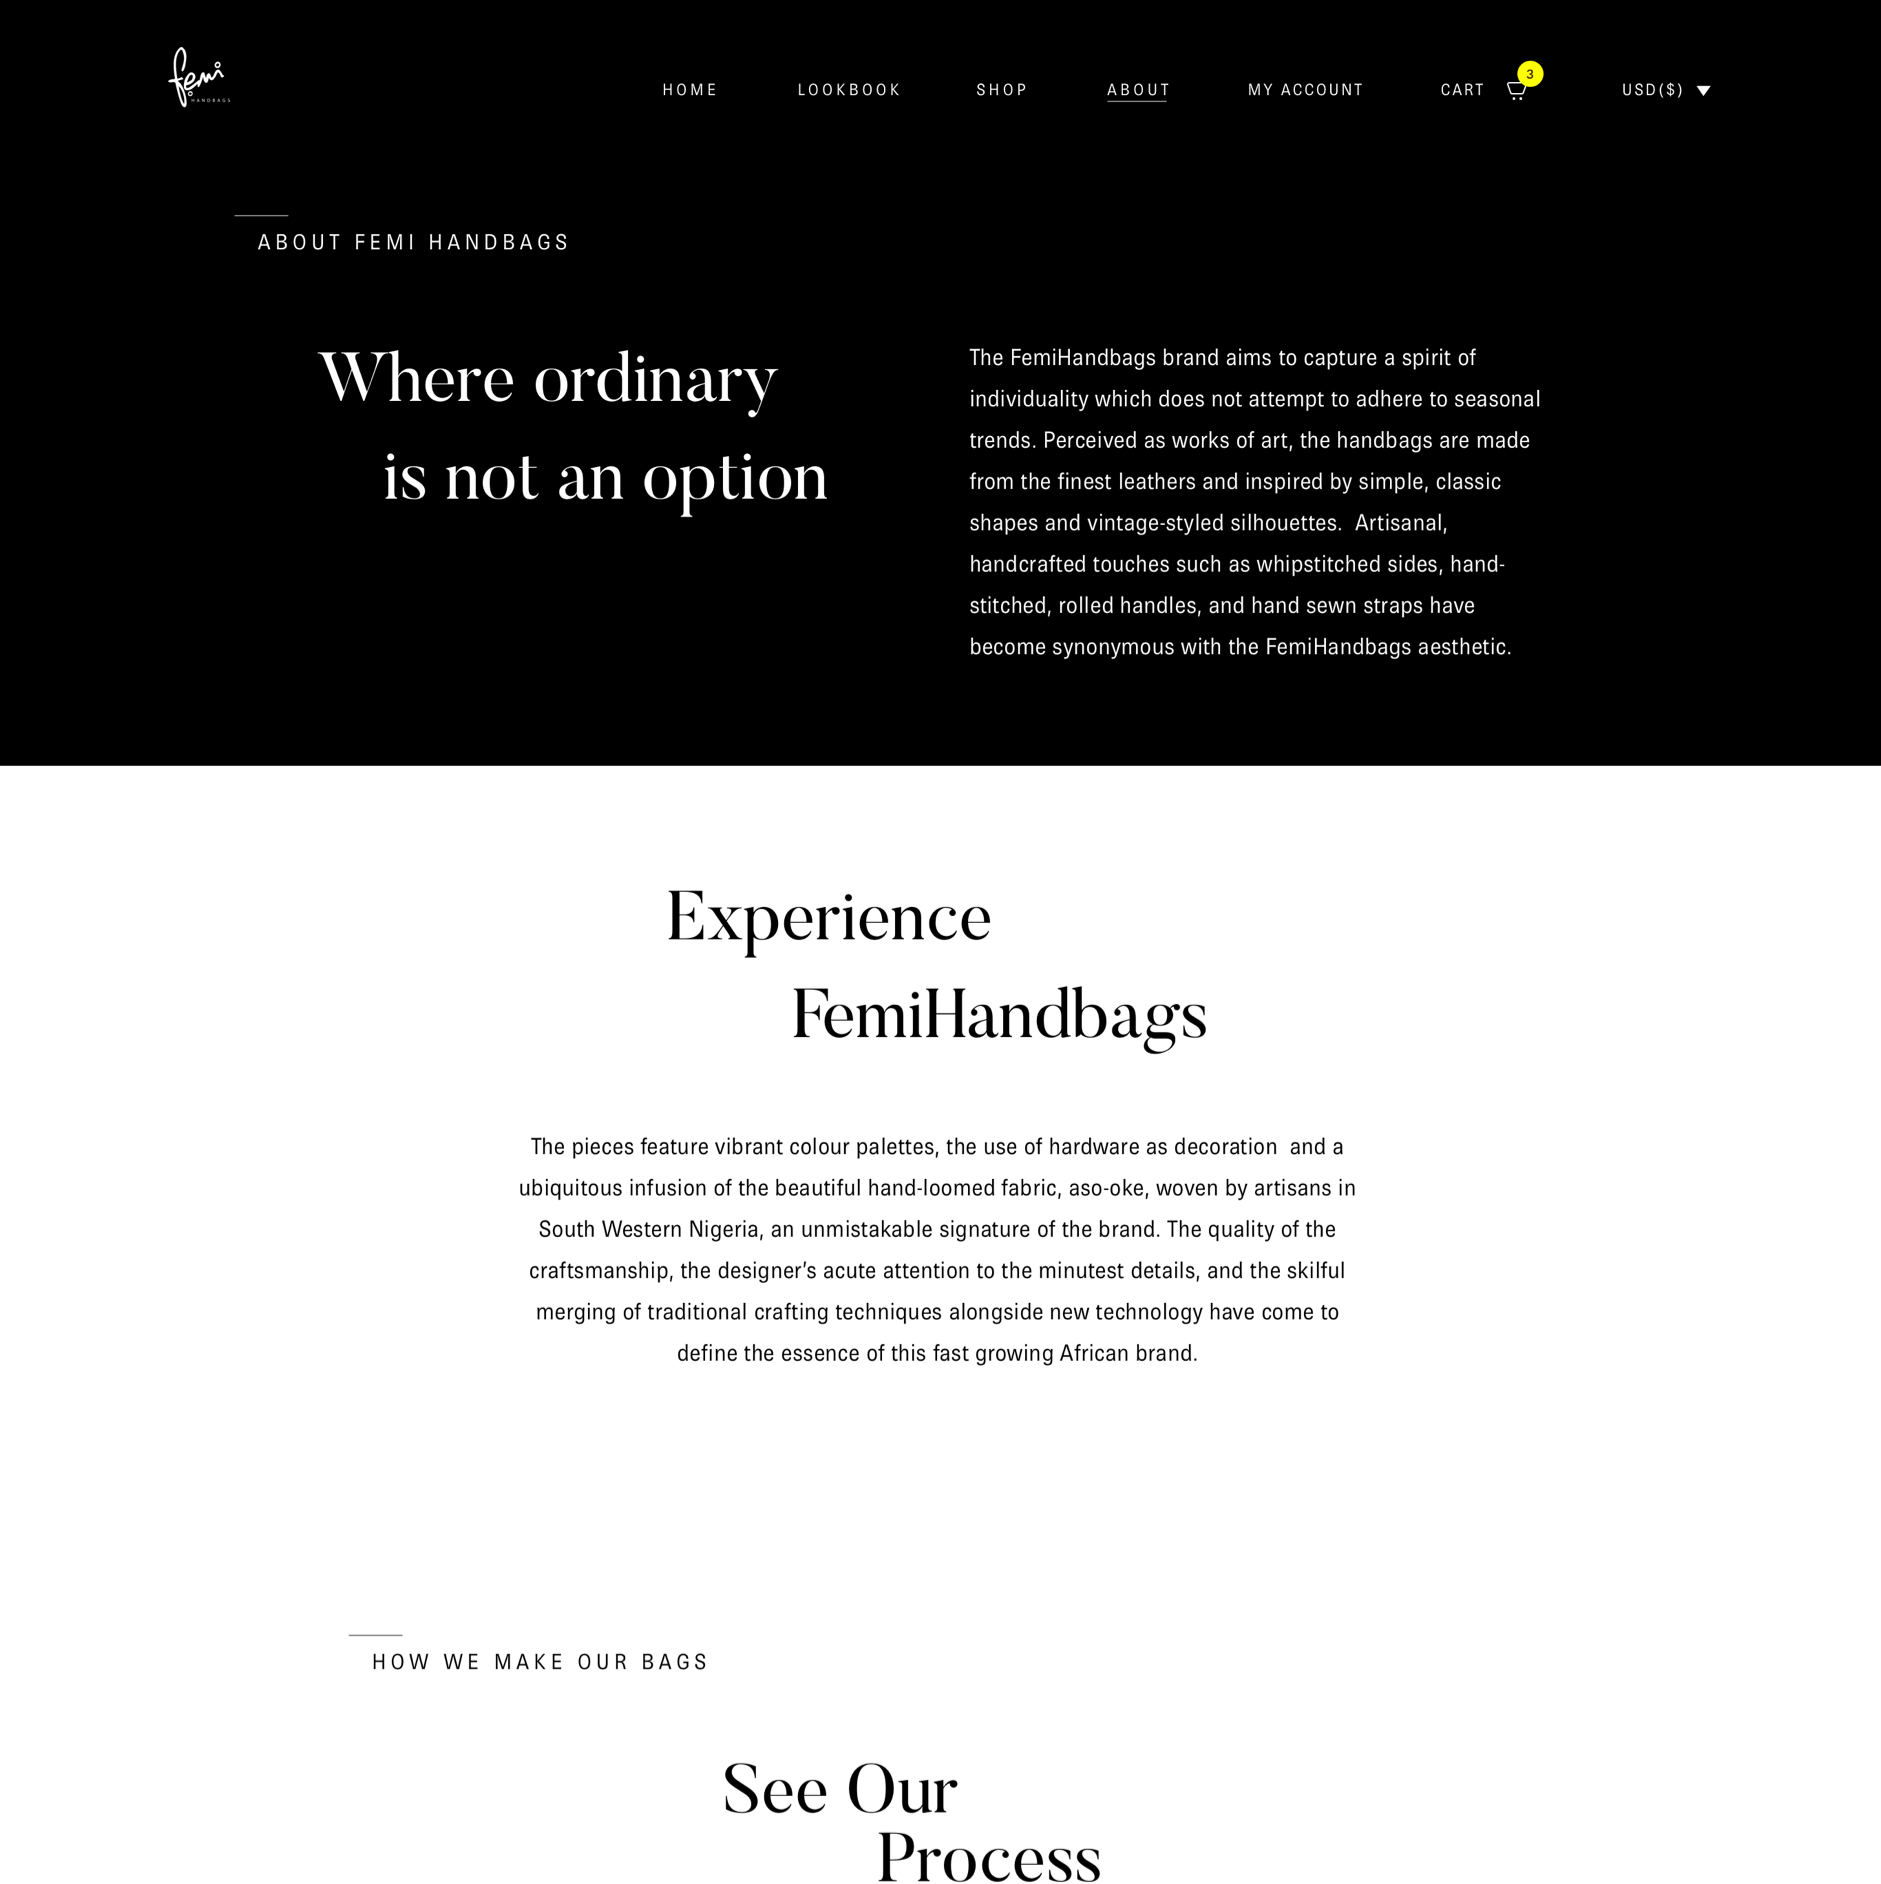 femi
HANDBAGS
HOME LOOKBOOK SHOP ABOUT MY ACCOUNT CART 3 USD($)
ABOUT FEMI HANDBAGS
Where ordinary
is not an option
The FemiHandbags brand aims to capture a spirit of
individuality which does not attempt to adhere to seasonal
trends. Perceived as works of art, the handbags are made
from the finest leathers and inspired by simple, classic
shapes and vintage-styled silhouettes.  Artisanal,
handcrafted touches such as whipstitched sides, hand-
stitched, rolled handles, and hand sewn straps have
become synonymous with the FemiHandbags aesthetic.
Experience
FemiHandbags
The pieces feature vibrant colour palettes, the use of hardware as decoration  and a
ubiquitous infusion of the beautiful hand-loomed fabric, aso-oke, woven by artisans in
South Western Nigeria, an unmistakable signature of the brand. The quality of the
craftsmanship, the designer’s acute attention to the minutest details, and the skilful
merging of traditional crafting techniques alongside new technology have come to
define the essence of this fast growing African brand.
HOW WE MAKE OUR BAGS
See Our
Process